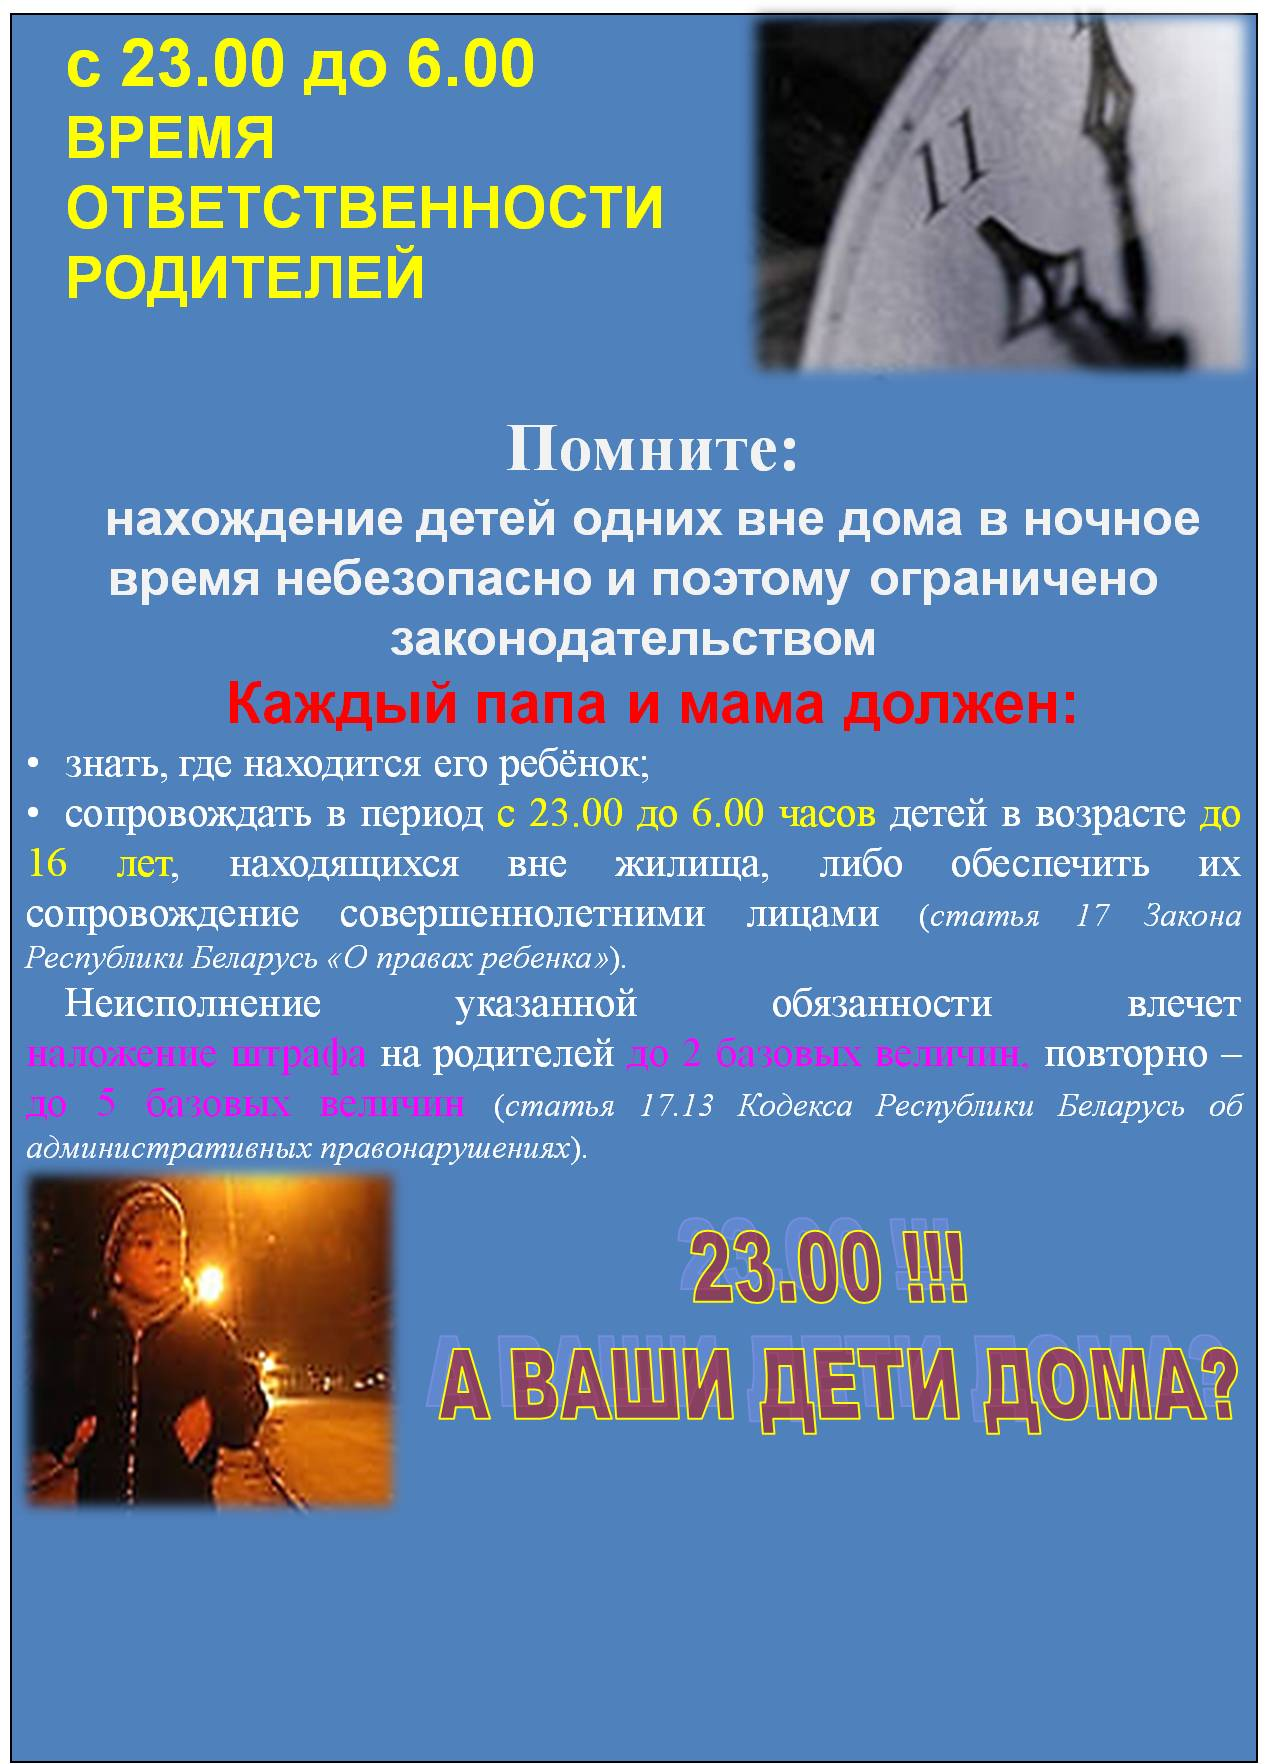 с 23.00 до 6.00
ВРЕМЯ
ОТВЕТСТВЕННОСТИ
РОДИТЕЛЕЙ
11
Помните:
нахождение детей одних вне дома в ночное
время небезопасно и поэтому ограничено
законодательством
Каждый папа и мама должен:
• знать, где находится его ребёнок;
• сопровождать в период с 23.00 до 6.00 часов детей в возрасте до
16 лет, находящихся вне жилища, либо обеспечить их
сопровождение совершеннолетними лицами (статья 17 Закона
Республики Беларусь «О правах ребенка»).
Неисполнение указанной обязанности влечет
наложение штрафа на родителей до 2 базовых величин, повторно –
до 5 базовых величин (статья 17.13 Кодекса Республики Беларусь об
административных правонарушениях).
23.00 !!!
А ВАШИ ДЕТИ ДОМА?